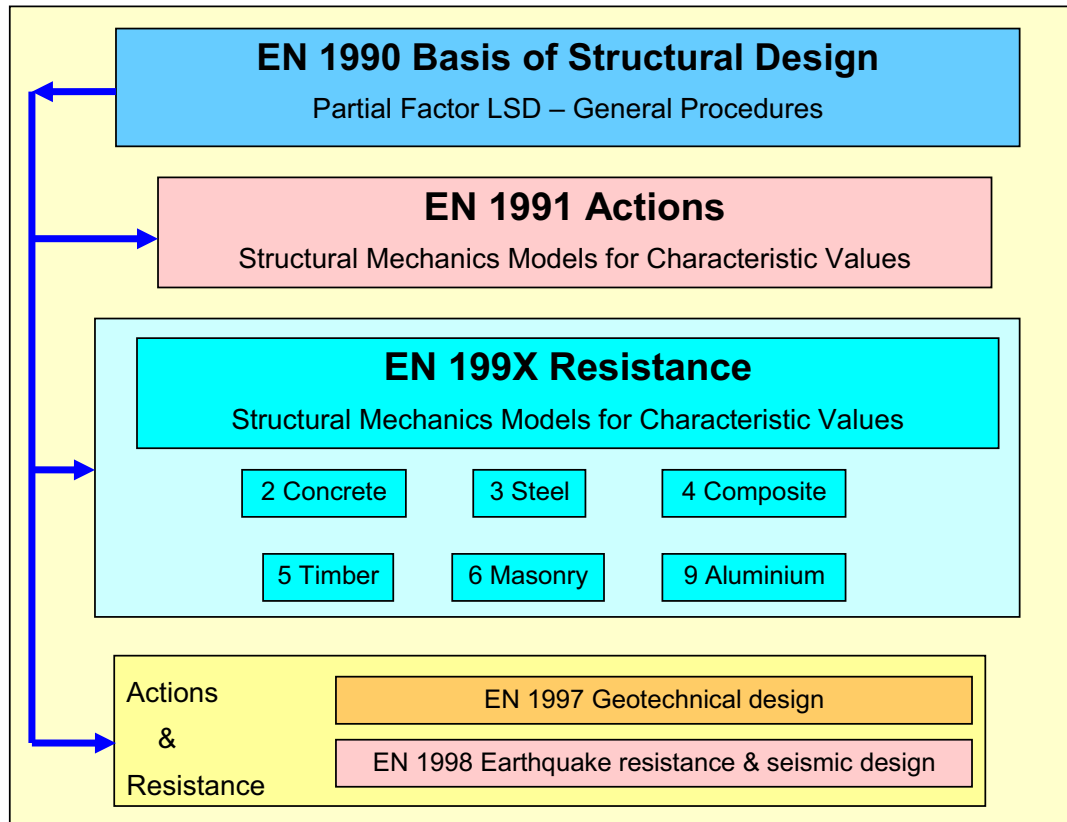 EN 1990 Basis of Structural Design
Partial Factor LSD – General Procedures
EN 1991 Actions
Structural Mechanics Models for Characteristic Values
EN 199X Resistance
Structural Mechanics Models for Characteristic Values
2 Concrete
3 Steel
4 Composite
5 Timber
6 Masonry
9 Aluminium
Actions
&
Resistance
EN 1997 Geotechnical design
EN 1998 Earthquake resistance & seismic design